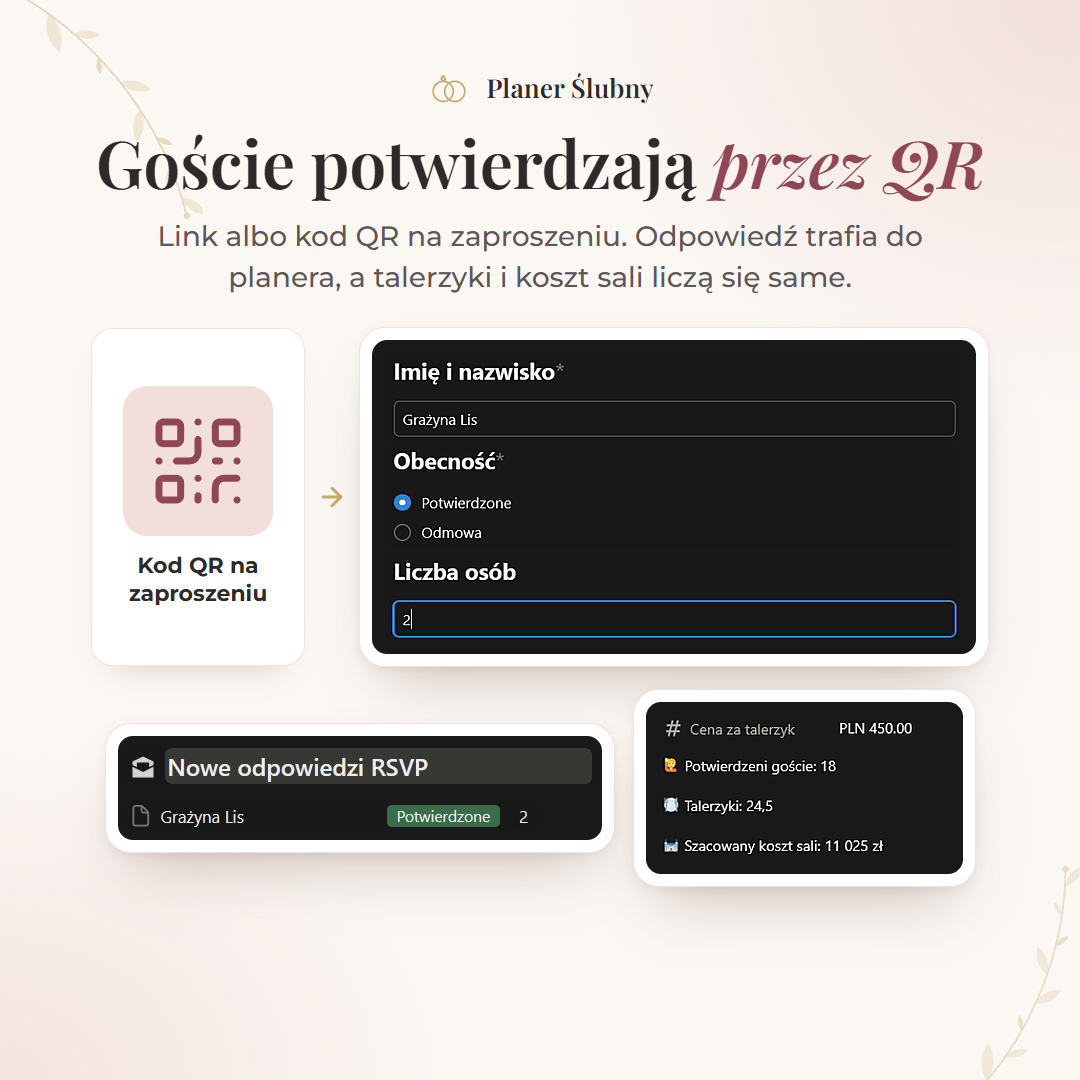 Planer Ślubny
Goście potwierdzają przez QR
Link albo kod QR na zaproszeniu. Odpowiedź trafia do
planera, a talerzyki i koszt sali liczą się same.
Kod QR na
zaproszeniu
Imię i nazwisko*
Grażyna Lis
Obecność*
Potwierdzone
Odmowa
Liczba osób
2
Nowe odpowiedzi RSVP
Grażyna Lis Potwierdzone 2
# Cena za talerzyk PLN 450.00
Potwierdzeni goście: 18
Talerzyki: 24,5
Szacowany koszt sali: 11 025 zł